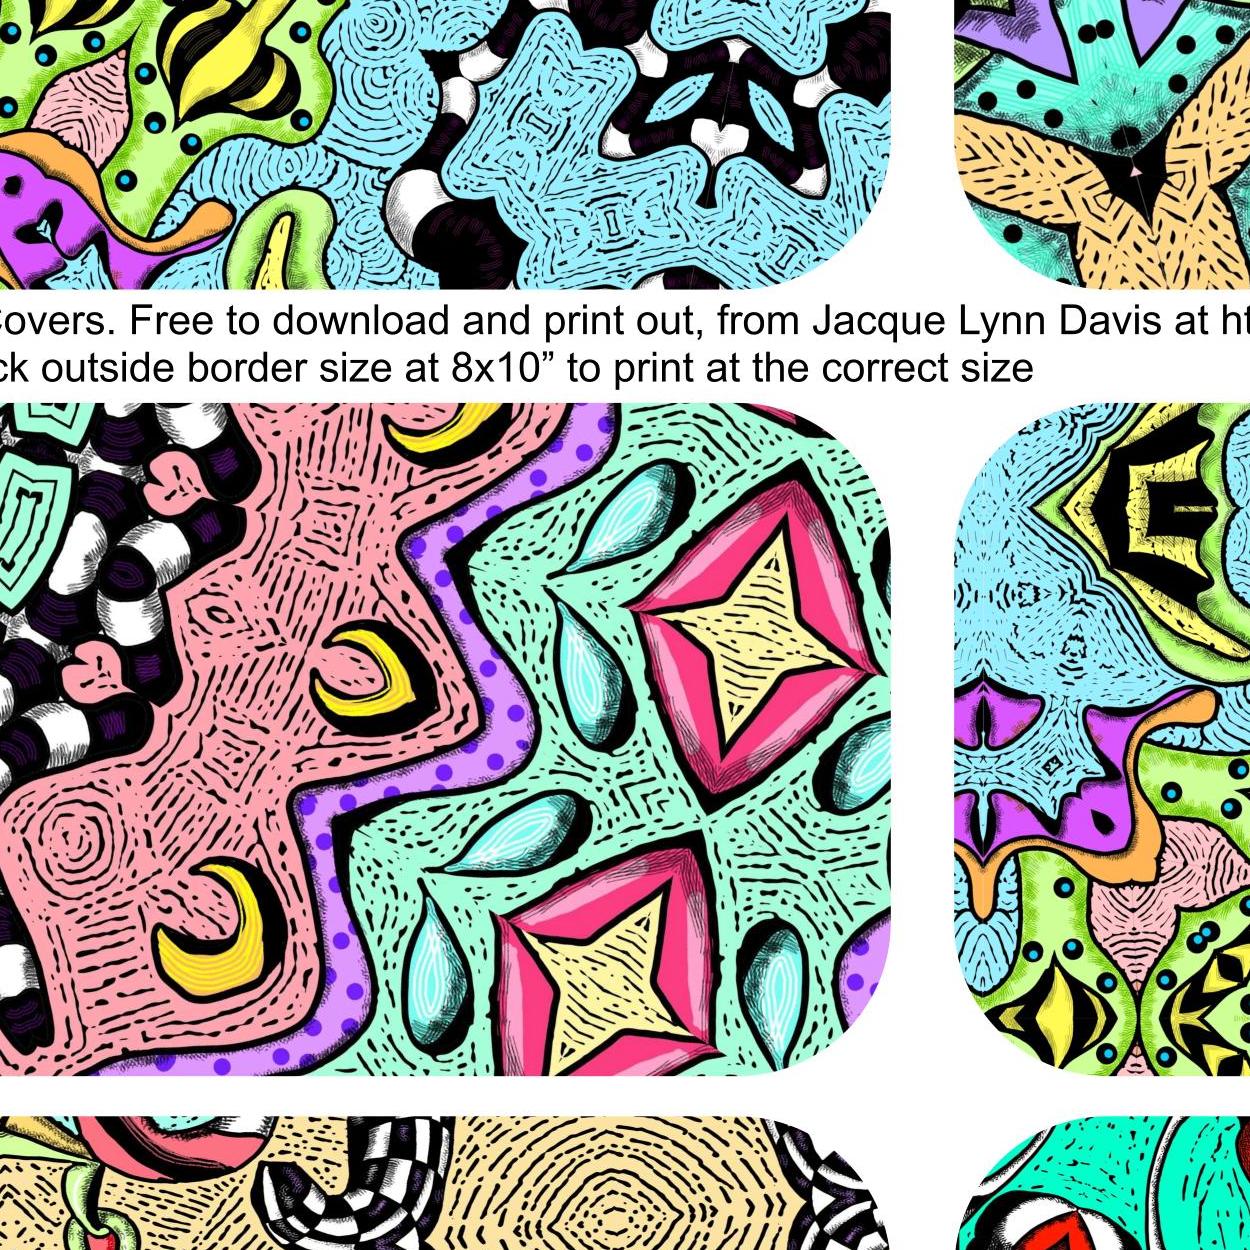 Covers. Free to download and print out, from Jacque Lynn Davis at ht
ck outside border size at 8x10” to print at the correct size